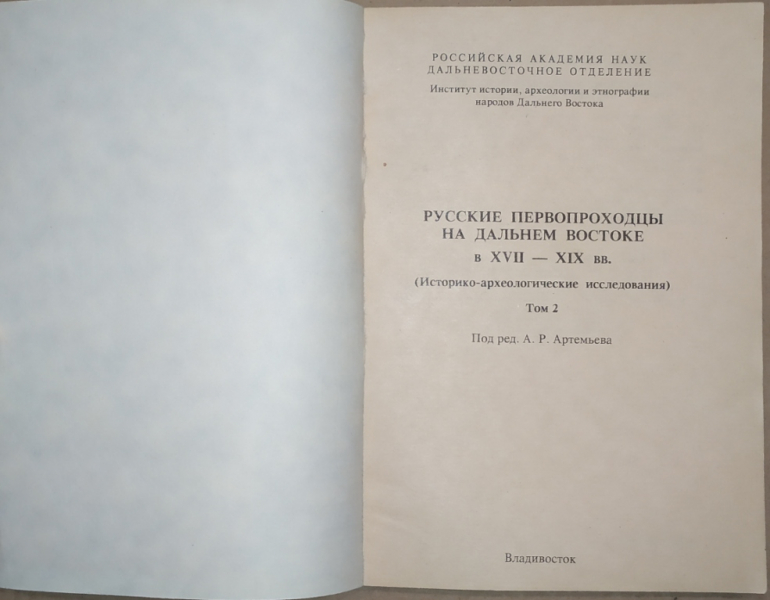 РОССИЙСКАЯ АКАДЕМИЯ НАУК
ДАЛЬНЕВОСТОЧНОЕ ОТДЕЛЕНИЕ
Институт истории, археологии и этнографии
народов Дальнего Востока
РУССКИЕ ПЕРВОПРОХОДЦЫ
НА ДАЛЬНЕМ ВОСТОКЕ
в XVII — XIX вв.
(Историко-археологические исследования)
Том 2
Под ред. А. Р. Артемьева
Владивосток